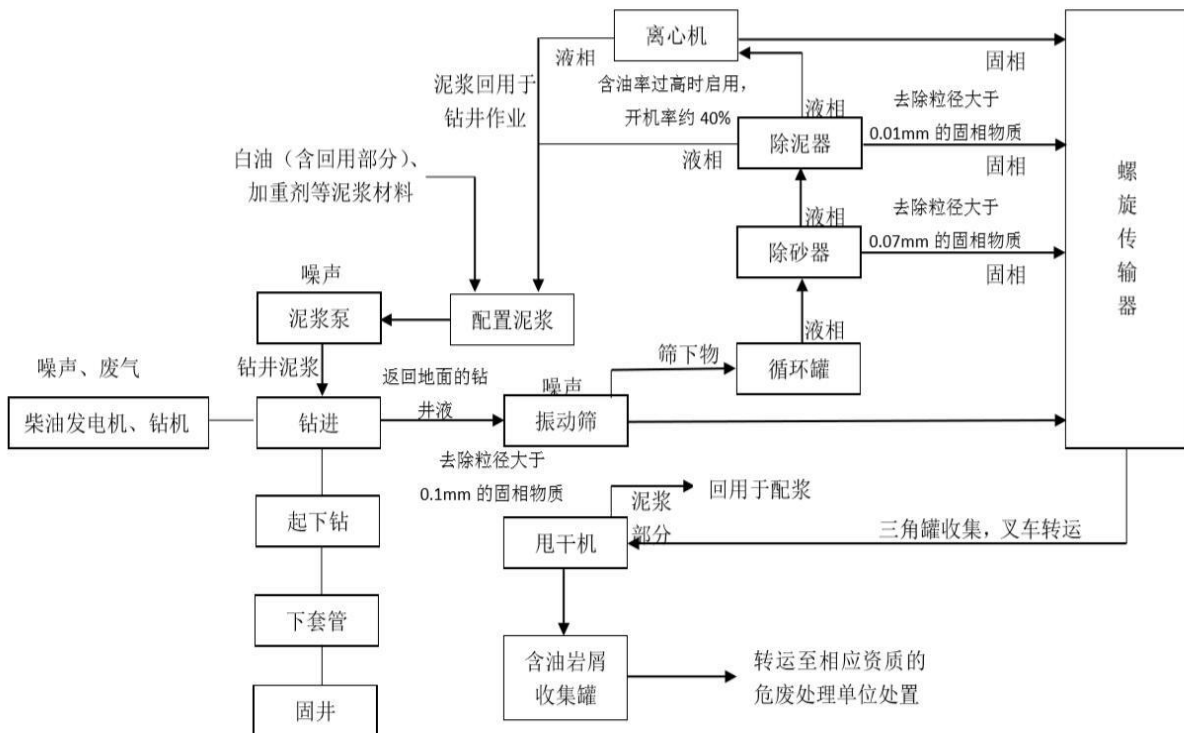 离心机
液相
固相
泥浆回用于
钻井作业
含油率过高时启用，
开机率约 40%
液相
去除粒径大于
0.01mm 的固相物质
除泥器
液相
固相
白油（含回用部分）、
加重剂等泥浆材料
液相
去除粒径大于
0.07mm 的固相物质
除砂器
固相
螺旋传输器
噪声
泥浆泵
配置泥浆
液相
循环罐
筛下物
钻井泥浆
噪声、废气
返回地面的钻
井液
噪声
柴油发电机、钻机
钻进
振动筛
去除粒径大于
0.1mm 的固相物质
泥浆
部分
回用于配浆
起下钻
甩干机
三角罐收集，叉车转运
下套管
含油岩屑
收集罐
转运至相应资质的
危废处理单位处置
固井